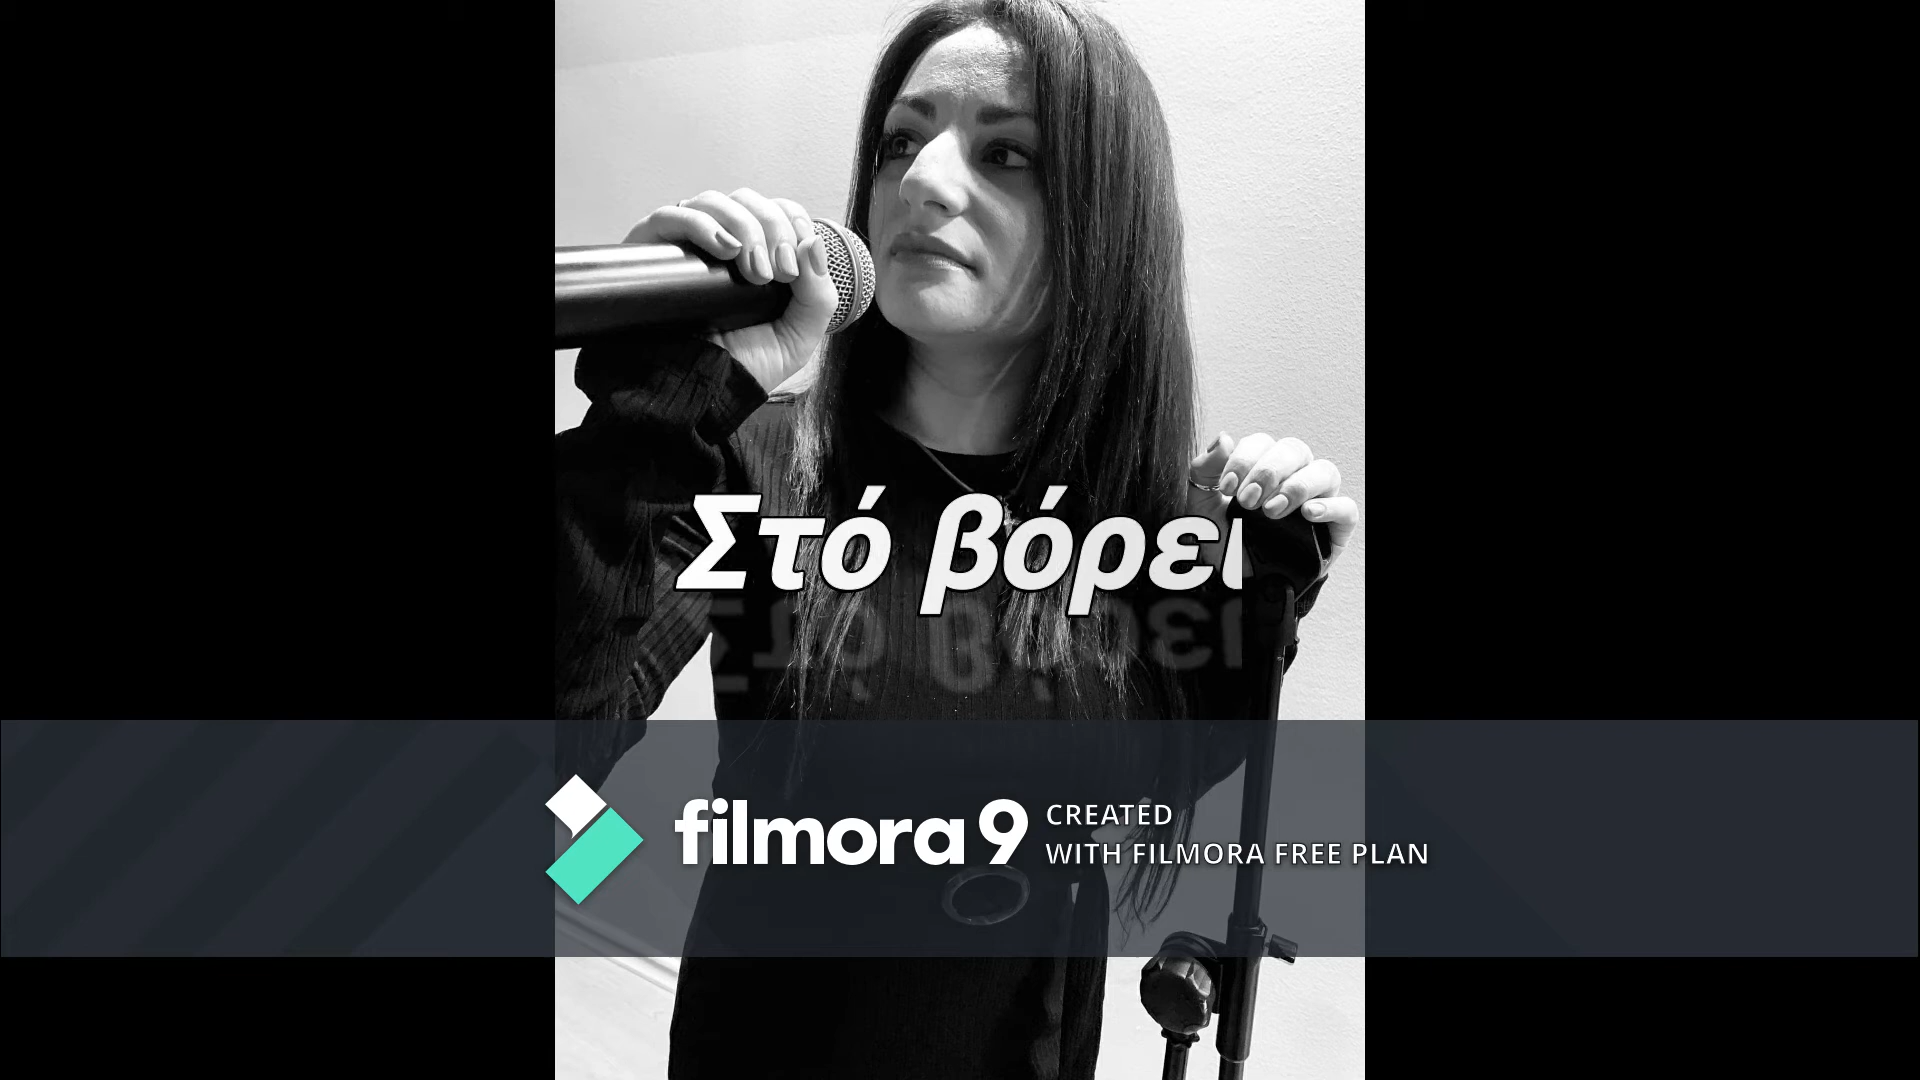 Στό βόρει
filmora 9
CREATED
WITH FILMORA FREE PLAN